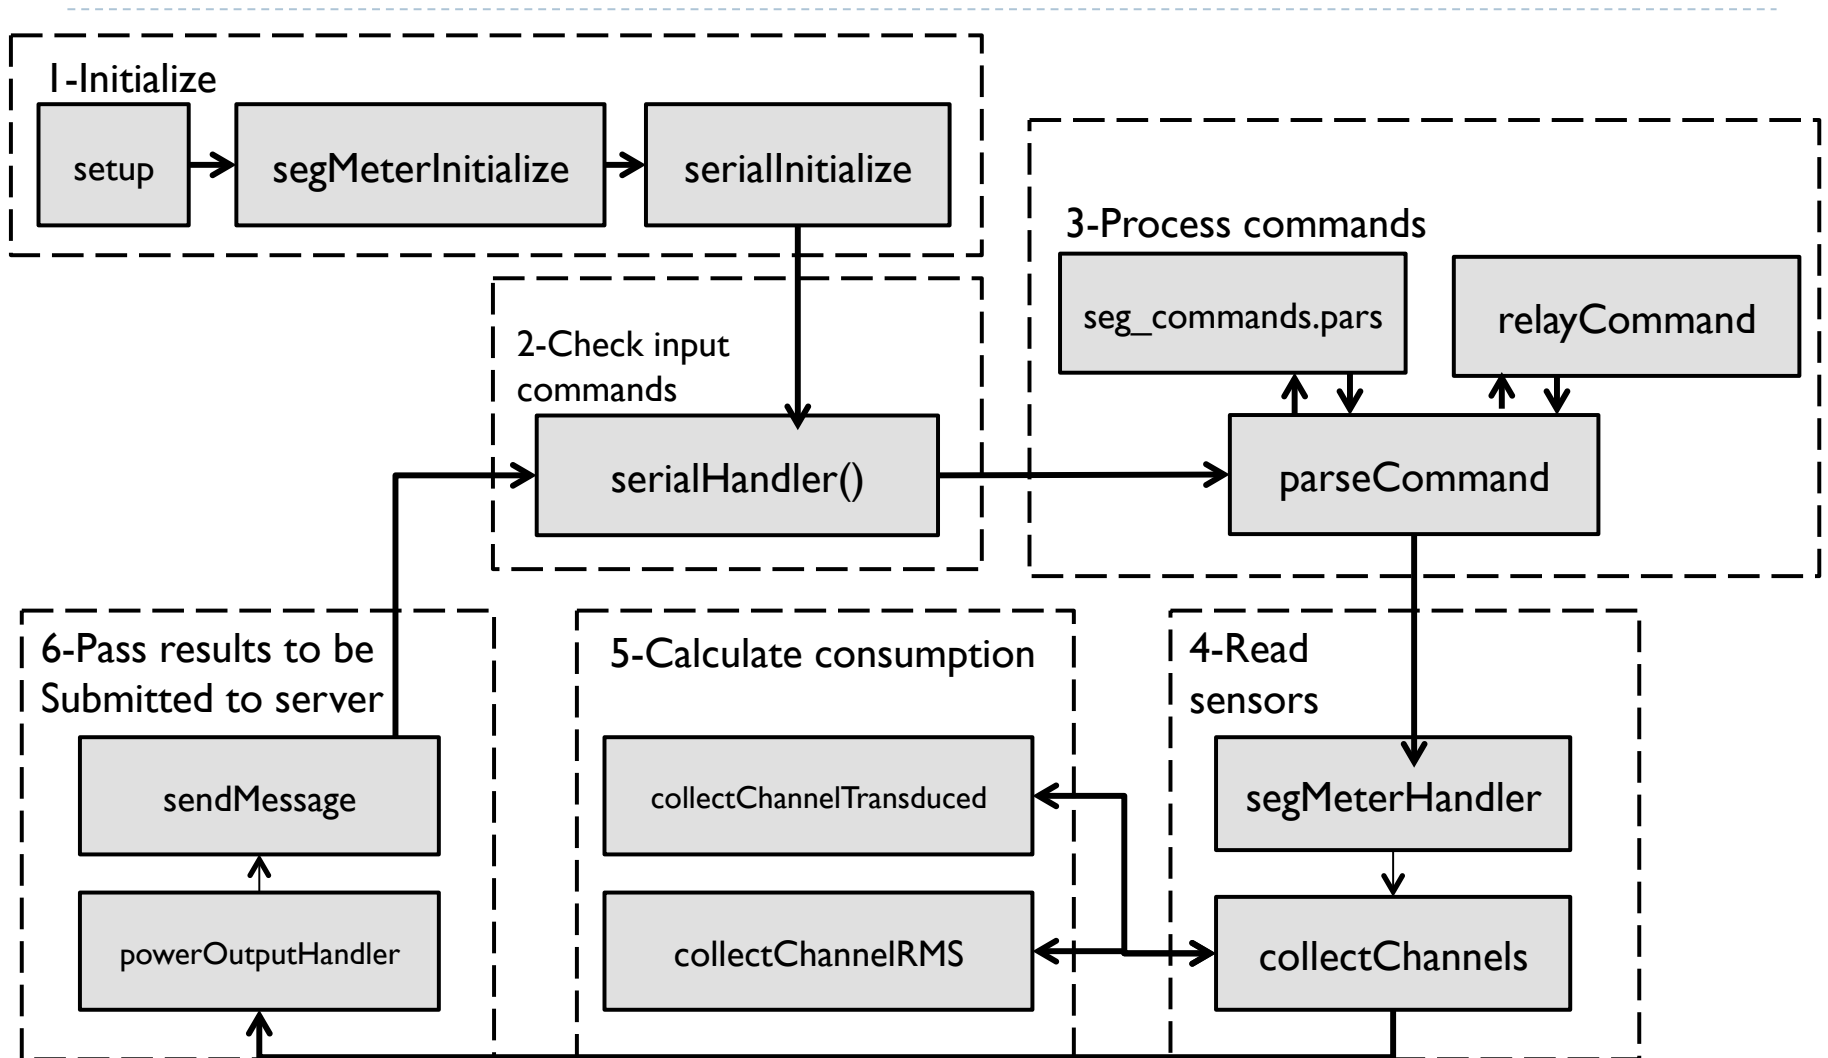 1-Initialize
setup
segMeterInitialize
serialInitialize
2-Check input
commands
serialHandler()
3-Process commands
seg_commands.pars
relayCommand
parseCommand
4-Read
sensors
segMeterHandler
collectChannels
5-Calculate consumption
collectChannelTransduced
collectChannelRMS
6-Pass results to be
Submitted to server
sendMessage
powerOutputHandler